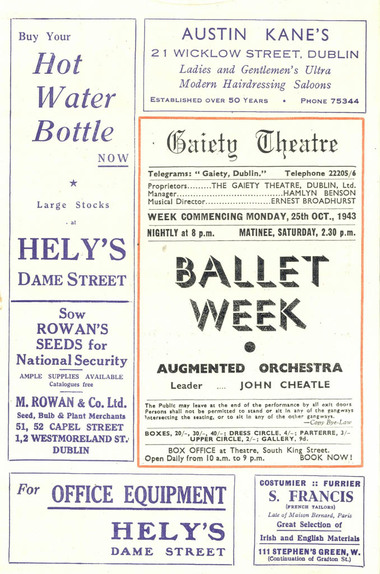 Buy Your
Hot
Water
Bottle
NOW
★
Large Stocks
at
HELY'S
DAME STREET
Sow
ROWAN'S
SEEDS for
National Security
AMPLE SUPPLIES AVAILABLE
Catalogues free
M. ROWAN & Co. Ltd.
Seed, Bulb & Plant Merchants
51, 52 CAPEL STREET
1, 2 WESTMORELAND ST.
DUBLIN
AUSTIN KANE'S
21 WICKLOW STREET, DUBLIN
Ladies and Gentlemen's Ultra
Modern Hairdressing Saloons
ESTABLISHED OVER 50 YEARS • PHONE 75344
Gaiety Theatre
Telegrams: "Gaiety, Dublin." Telephone 22205/6
Proprietors.........THE GAIETY THEATRE, DUBLIN, Ltd.
Manager..............................HAMLYN BENSON
Musical Director....................ERNEST BROADHURST
WEEK COMMENCING MONDAY, 25th OCT., 1943
NIGHTLY at 8 p.m. MATINEE, SATURDAY, 2.30 p.m.
BALLET
WEEK
●
AUGMENTED ORCHESTRA
Leader .... JOHN CHEATLE
The Public may leave at the end of the performance by all exit doors
Persons shall not be permitted to stand or sit in any of the gangways
intersecting the seating, or to sit in any of the other gangways.
—Copy Bye-Law
BOXES, 20/-, 30/-, 40/-; DRESS CIRCLE, 4/-; PARTERRE, 3/-
UPPER CIRCLE, 2/-; GALLERY, 9d.
BOX OFFICE at Theatre, South King Street.
Open Daily from 10 a.m. to 9 p.m. BOOK NOW!
For OFFICE EQUIPMENT
HELY'S
DAME STREET
COSTUMIER :: FURRIER
S. FRANCIS
(FRENCH TAILORS)
Late of Maison Bernard, Paris
Great Selection of
Irish and English Materials
111 STEPHEN'S GREEN, W.
(Continuation of Grafton St.)